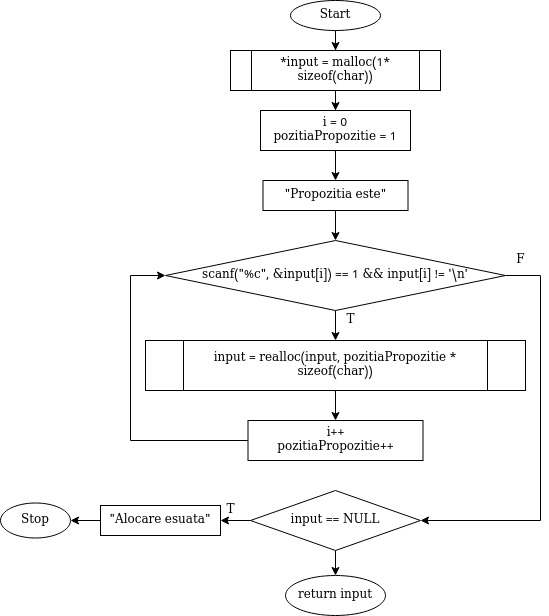 Start
*input = malloc(1*
sizeof(char))
i = 0
pozitiaPropozitie = 1
"Propozitia este"
F
scanf("%c", &input[i]) == 1 && input[i] != '\n'
T
input = realloc(input, pozitiaPropozitie *
sizeof(char))
i++
pozitiaPropozitie++
Stop
"Alocare esuata"
T
input == NULL
return input